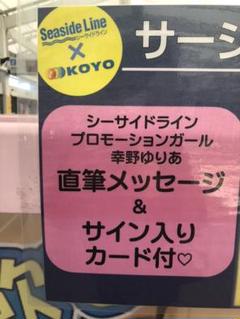 Seaside Line
シーサイドライン
×
KOYO
サージ
シーサイドライン
プロモーションガール
幸野ゆりあ
直筆メッセージ
&
サイン入り
カード付♡